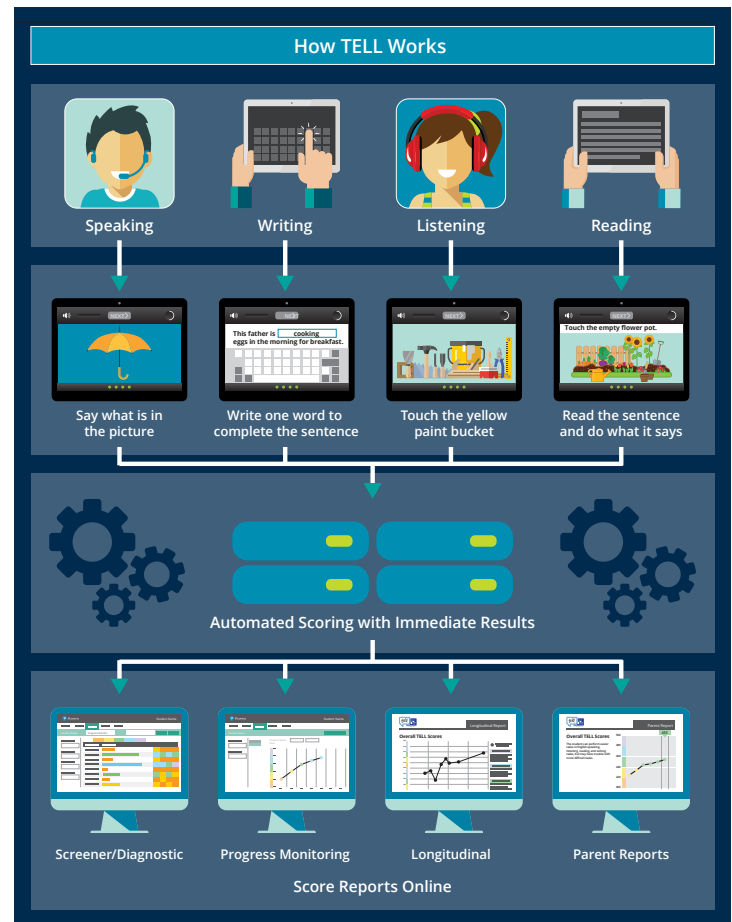 How TELL Works
Speaking
Writing
Listening
Reading
NEXT
NEXT
NEXT
NEXT
This father is cooking
eggs in the morning for breakfast.
Touch the empty flower pot.
Say what is in
the picture
Write one word to
complete the sentence
Touch the yellow
paint bucket
Read the sentence
and do what it says
Automated Scoring with Immediate Results
Student Name
Student Name
Longitudinal Report
Overall TELL Scores
Parent Report
Overall TELL Scores
Screener/Diagnostic
Progress Monitoring
Longitudinal
Parent Reports
Score Reports Online